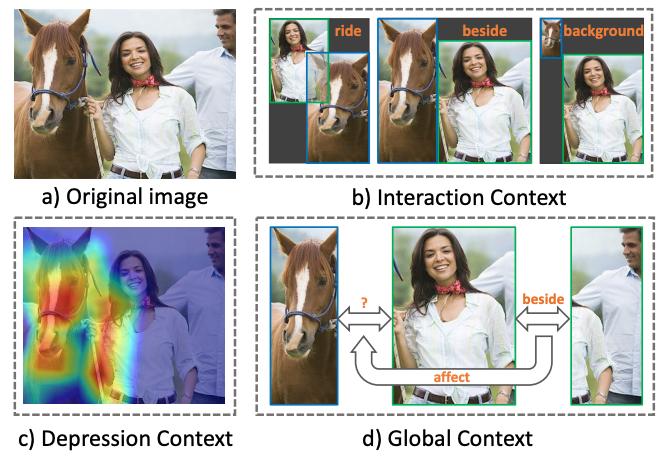 ride
beside
background
a) Original image
b) Interaction Context
?
beside
affect
c) Depression Context
d) Global Context